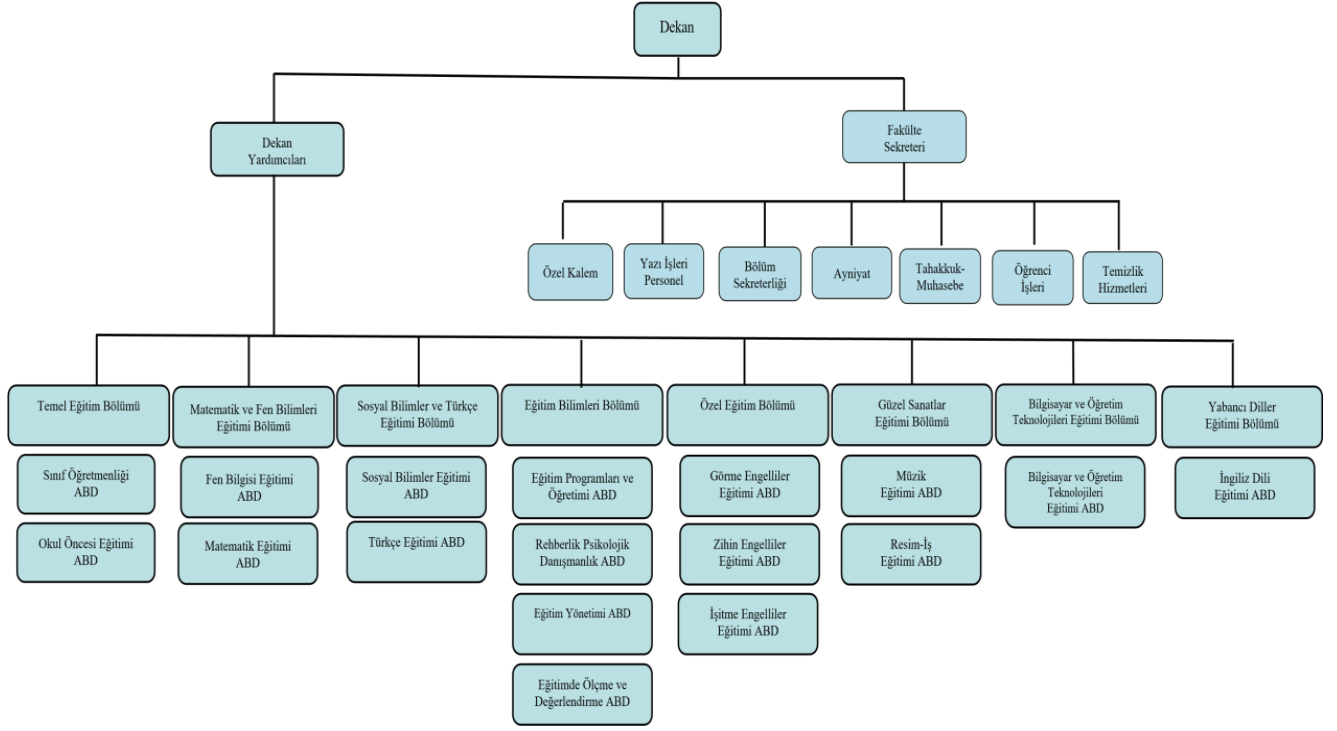 Dekan
Dekan
Yardımcıları
Fakülte
Sekreteri
Özel Kalem
Yazı İşleri
Personel
Bölüm
Sekreterliği
Ayniyat
Tahakkuk-
Muhasebe
Öğrenci
İşleri
Temizlik
Hizmetleri
Temel Eğitim Bölümü
Matematik ve Fen Bilimleri
Eğitimi Bölümü
Sosyal Bilimler ve Türkçe
Eğitimi Bölümü
Eğitim Bilimleri Bölümü
Özel Eğitim Bölümü
Güzel Sanatlar
Eğitimi Bölümü
Bilgisayar ve Öğretim
Teknolojileri Eğitimi Bölümü
Yabancı Diller
Eğitimi Bölümü
Sınıf Öğretmenliği
ABD
Fen Bilgisi Eğitimi
ABD
Sosyal Bilimler Eğitimi
ABD
Eğitim Programları ve
Öğretimi ABD
Görme Engelliler
Eğitimi ABD
Müzik
Eğitimi ABD
Bilgisayar ve Öğretim
Teknolojileri
Eğitimi ABD
İngiliz Dili
Eğitimi ABD
Okul Öncesi Eğitimi
ABD
Matematik Eğitimi
ABD
Türkçe Eğitimi ABD
Rehberlik Psikolojik
Danışmanlık ABD
Zihin Engelliler
Eğitimi ABD
Resim-İş
Eğitimi ABD
Eğitim Yönetimi ABD
İşitme Engelliler
Eğitimi ABD
Eğitimde Ölçme ve
Değerlendirme ABD